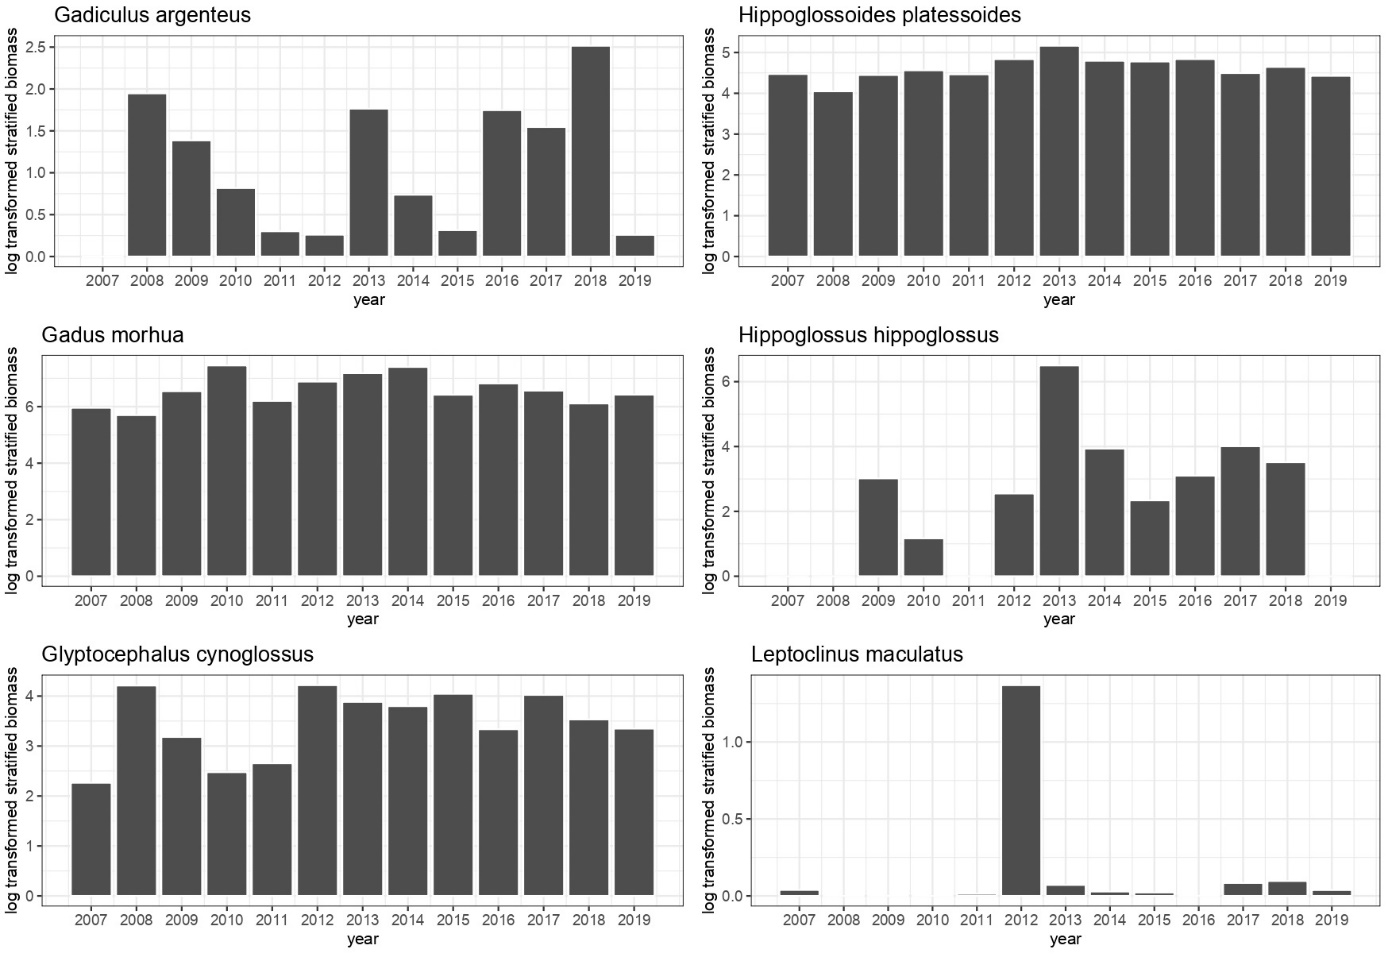 Gadiculus argenteus
log transformed stratified biomass
2.5
2.0
1.5
1.0
0.5
0.0
2007 2008 2009 2010 2011 2012 2013 2014 2015 2016 2017 2018 2019
year
Hippoglossoides platessoides
log transformed stratified biomass
5
4
3
2
1
0
2007 2008 2009 2010 2011 2012 2013 2014 2015 2016 2017 2018 2019
year
Gadus morhua
log transformed stratified biomass
6
4
2
0
2007 2008 2009 2010 2011 2012 2013 2014 2015 2016 2017 2018 2019
year
Hippoglossus hippoglossus
log transformed stratified biomass
6
4
2
0
2007 2008 2009 2010 2011 2012 2013 2014 2015 2016 2017 2018 2019
year
Glyptocephalus cynoglossus
log transformed stratified biomass
4
3
2
1
0
2007 2008 2009 2010 2011 2012 2013 2014 2015 2016 2017 2018 2019
year
Leptoclinus maculatus
log transformed stratified biomass
1.0
0.5
0.0
2007 2008 2009 2010 2011 2012 2013 2014 2015 2016 2017 2018 2019
year